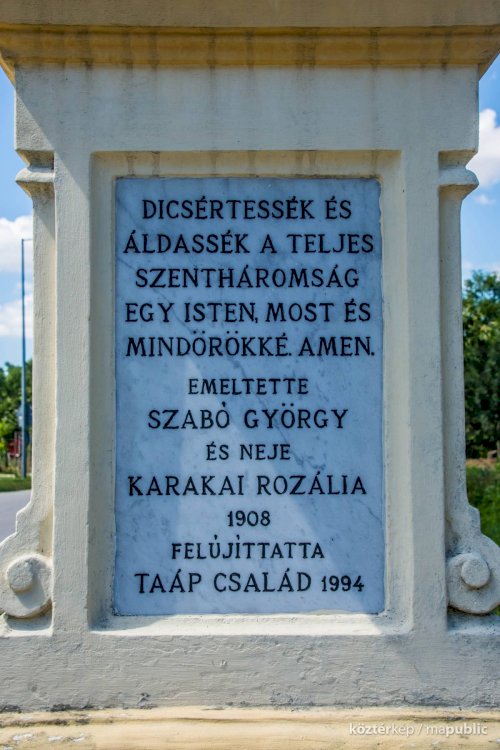 DICSÉRTESSÉK ÉS
ÁLDASSÉK A TELJES
SZENTHÁROMSÁG
EGY ISTEN, MOST ÉS
MINDÖRÖKKÉ. AMEN.
EMELTETTE
SZABÓ GYÖRGY
ÉS NEJE
KARAKAI ROZÁLIA
1908
FELÚJÍTTATTA
TAÁP CSALÁD 1994
köztérkép / mapublic